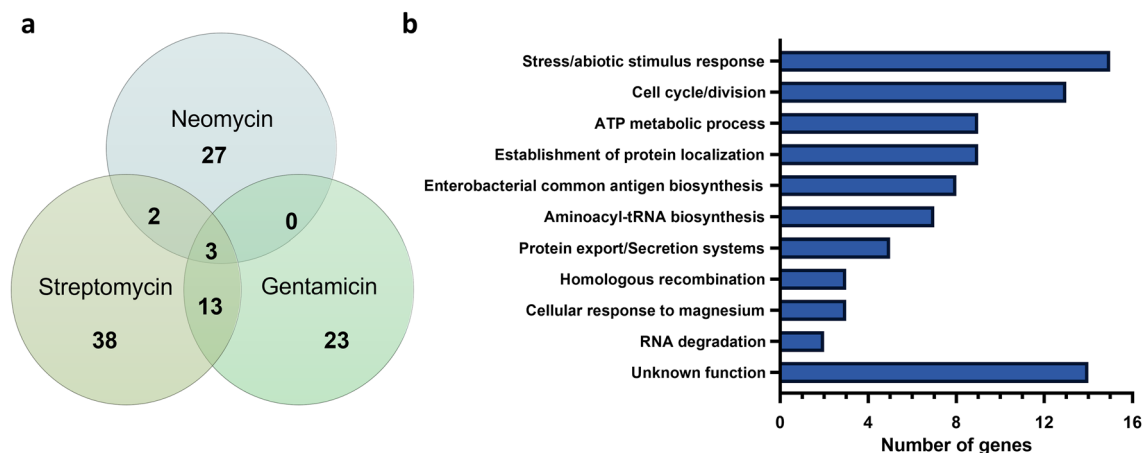 a
Neomycin
27
2
0
3
Streptomycin
Gentamicin
13
38
23
b
Stress/abiotic stimulus response
Cell cycle/division
ATP metabolic process
Establishment of protein localization
Enterobacterial common antigen biosynthesis
Aminoacyl-tRNA biosynthesis
Protein export/Secretion systems
Homologous recombination
Cellular response to magnesium
RNA degradation
Unknown function
0 4 8 12 16
Number of genes